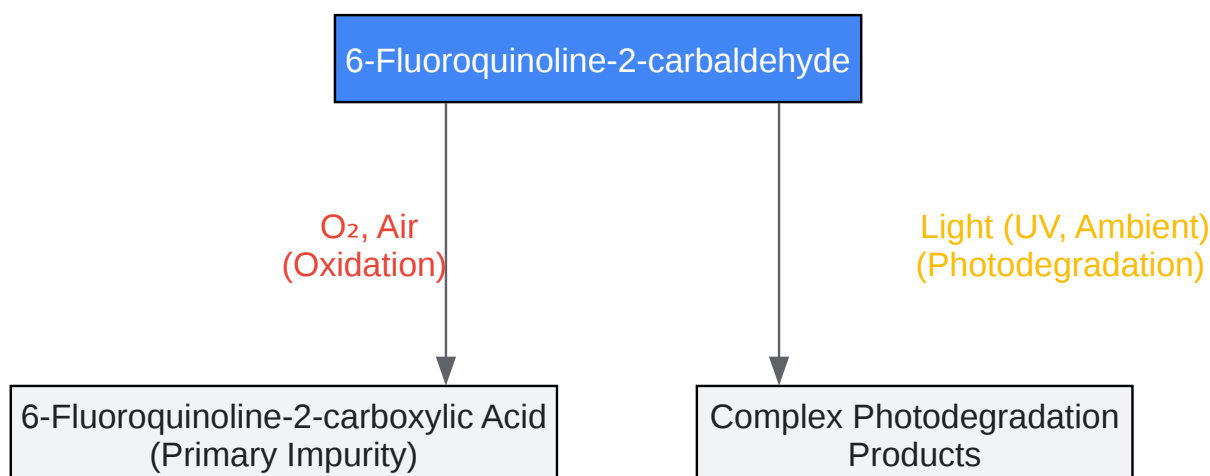 6-Fluoroquinoline-2-carbaldehyde
O₂, Air
(Oxidation)
Light (UV, Ambient)
(Photodegradation)
6-Fluoroquinoline-2-carboxylic Acid
(Primary Impurity)
Complex Photodegradation
Products